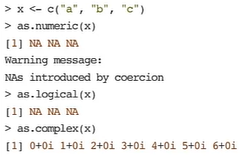 > x <- c("a", "b", "c")
> as.numeric(x)
[1] NA NA NA
Warning message:
NAs introduced by coercion
> as.logical(x)
[1] NA NA NA
> as.complex(x)
[1] 0+0i 1+0i 2+0i 3+0i 4+0i 5+0i 6+0i